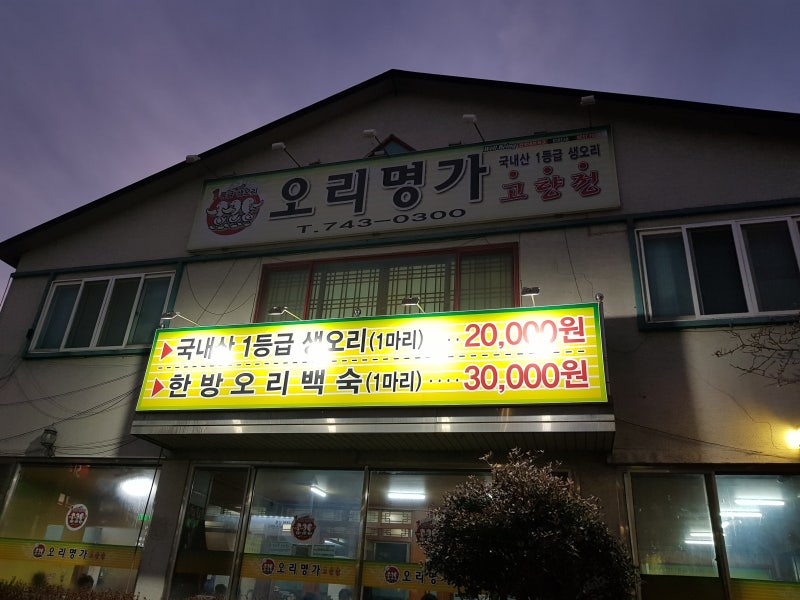 국내산 1등급 생오리
오리명가
고향점
T.743-0300
▶국내산 1등급 생오리(1마리)‥‥20,000원
▶한방오리백숙(1마리)‥‥30,000원
오리명가
오리명가
오리명가